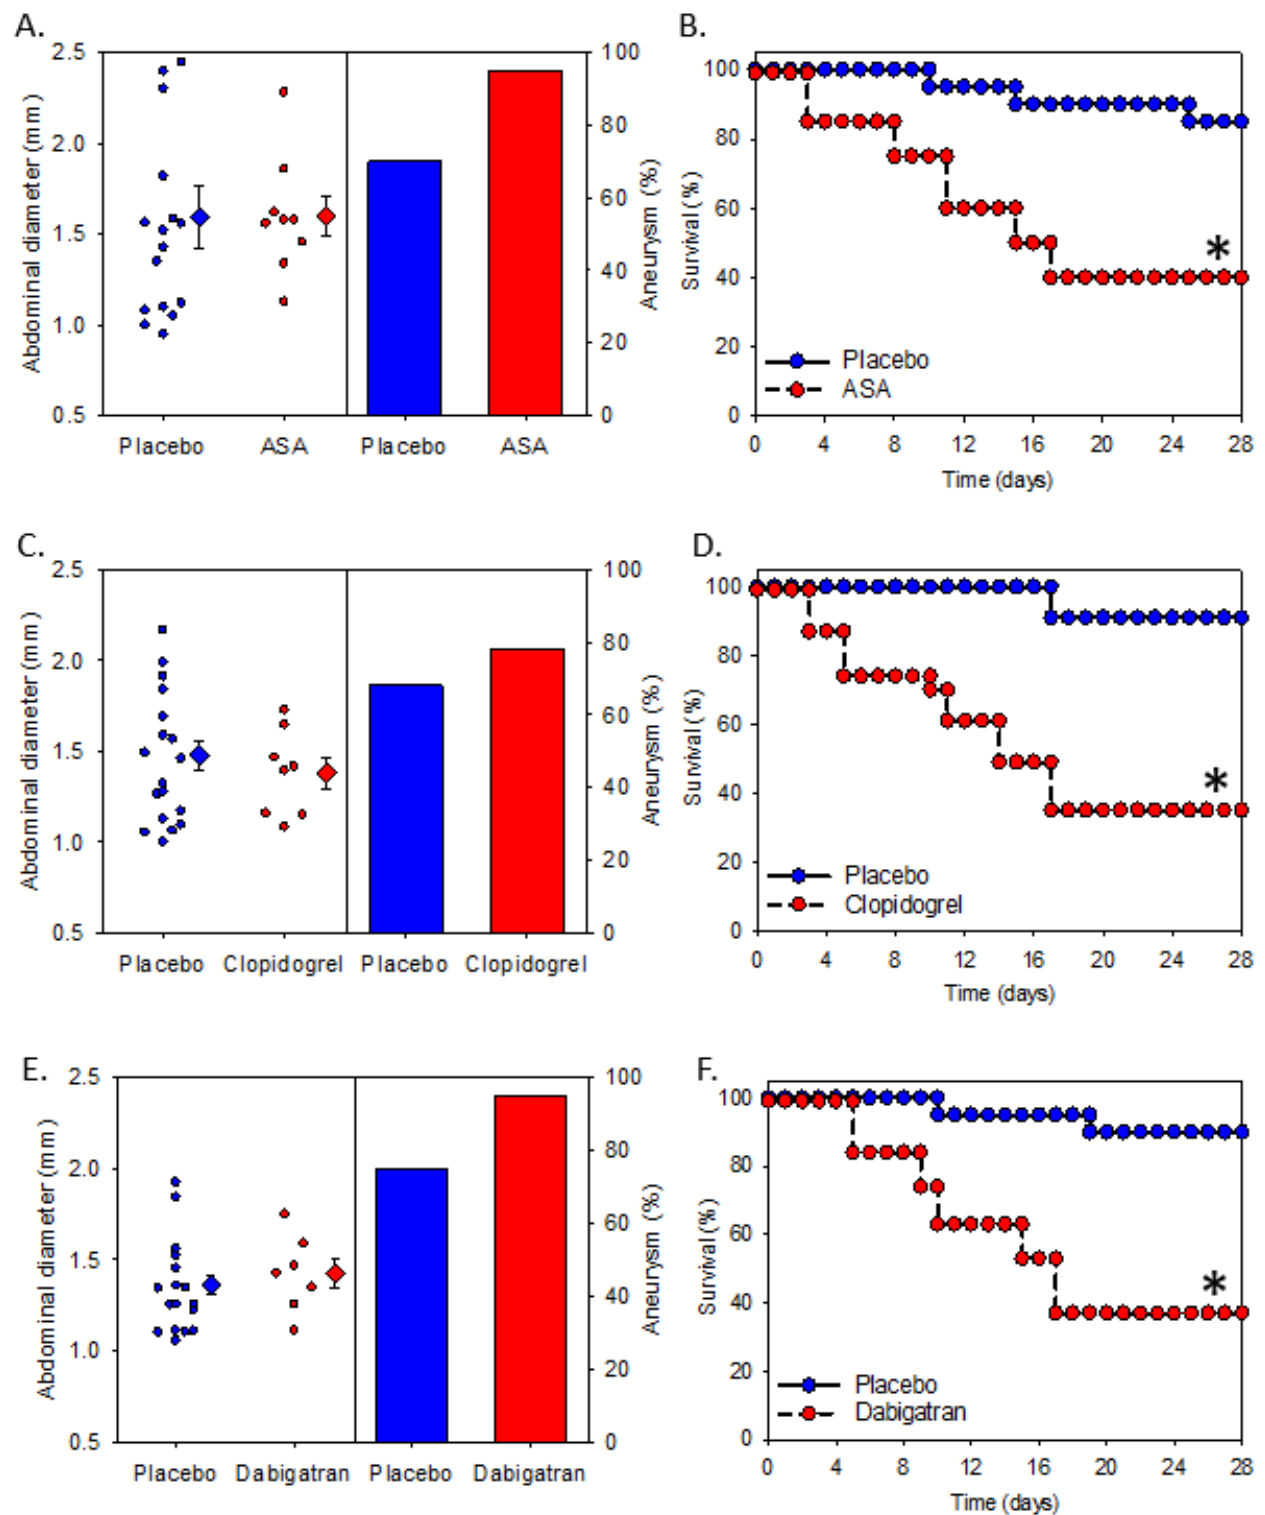 A.
2.5
2.0
1.5
1.0
0.5
Abdominal diameter (mm)
100
80
60
40
20
0
Aneurysm (%)
Placebo ASA Placebo ASA
B.
100
80
60
40
20
0
Survival (%)
*
Placebo
ASA
0 4 8 12 16 20 24 28
Time (days)
C.
2.5
2.0
1.5
1.0
0.5
Abdominal diameter (mm)
100
80
60
40
20
0
Aneurysm (%)
Placebo Clopidogrel Placebo Clopidogrel
D.
100
80
60
40
20
0
Survival (%)
*
Placebo
Clopidogrel
0 4 8 12 16 20 24 28
Time (days)
E.
2.5
2.0
1.5
1.0
0.5
Abdominal diameter (mm)
100
80
60
40
20
0
Aneurysm (%)
Placebo Dabigatran Placebo Dabigatran
F.
100
80
60
40
20
0
Survival (%)
*
Placebo
Dabigatran
0 4 8 12 16 20 24 28
Time (days)